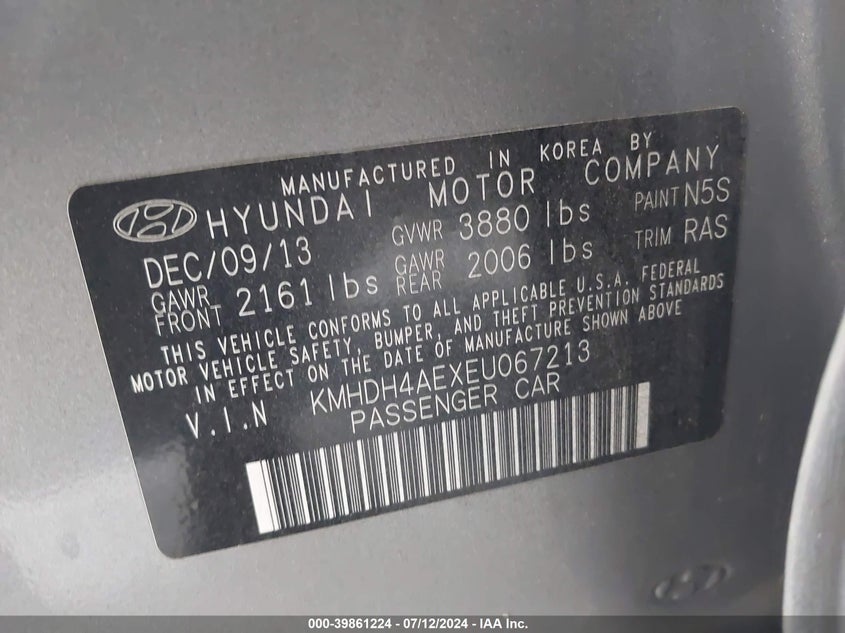 MANUFACTURED IN KOREA BY
HYUNDAI MOTOR COMPANY
DEC/09/13 GVWR 3880 lbs PAINT N5S
GAWR FRONT 2161 lbs GAWR REAR 2006 lbs TRIM RAS
THIS VEHICLE CONFORMS TO ALL APPLICABLE U.S.A. FEDERAL
MOTOR VEHICLE SAFETY, BUMPER, AND THEFT PREVENTION STANDARDS
IN EFFECT ON THE DATE OF MANUFACTURE SHOWN ABOVE
V.I.N KMHDH4AEXEU067213
PASSENGER CAR
000-39861224 - 07/12/2024 - IAAI.com Inc.